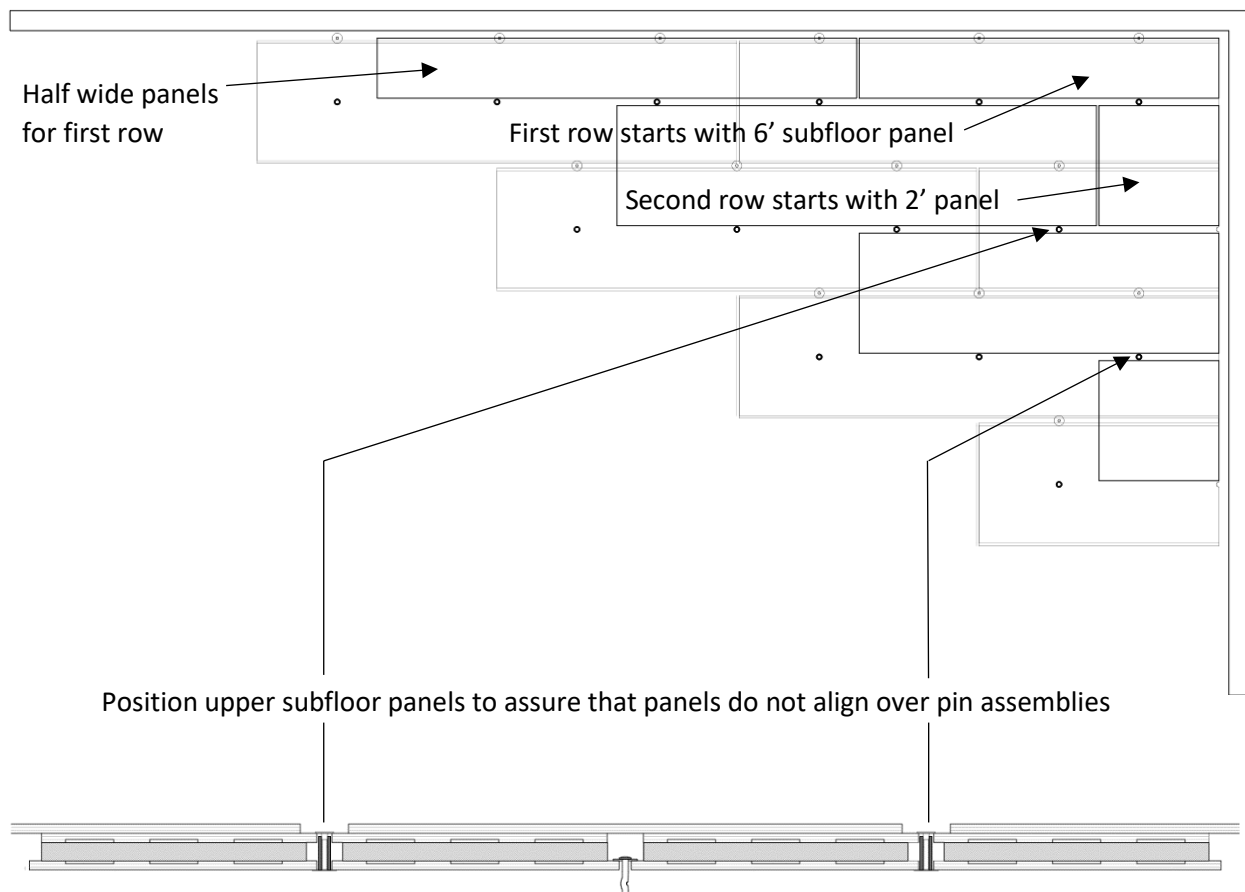 Half wide panels
for first row
First row starts with 6’ subfloor panel
Second row starts with 2’ panel
Position upper subfloor panels to assure that panels do not align over pin assemblies